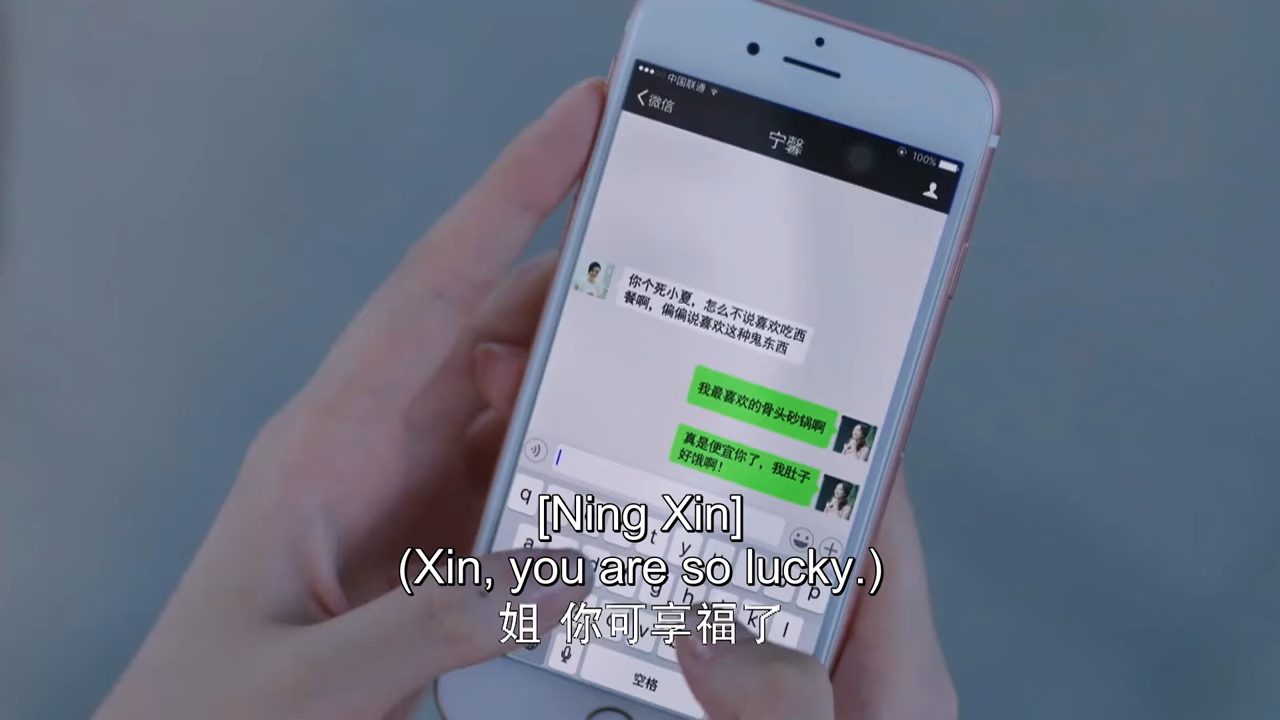 中国联通
100%
微信
宁馨
你个死小夏，怎么不说喜欢吃西
餐啊，偏偏说喜欢这种鬼东西
我最喜欢的骨头砂锅啊
真是便宜你了，我肚子
好饿啊！
q t y p
[Ning Xin]
a d g h k l
(Xin, you are so lucky.)
姐 你可享福了
空格